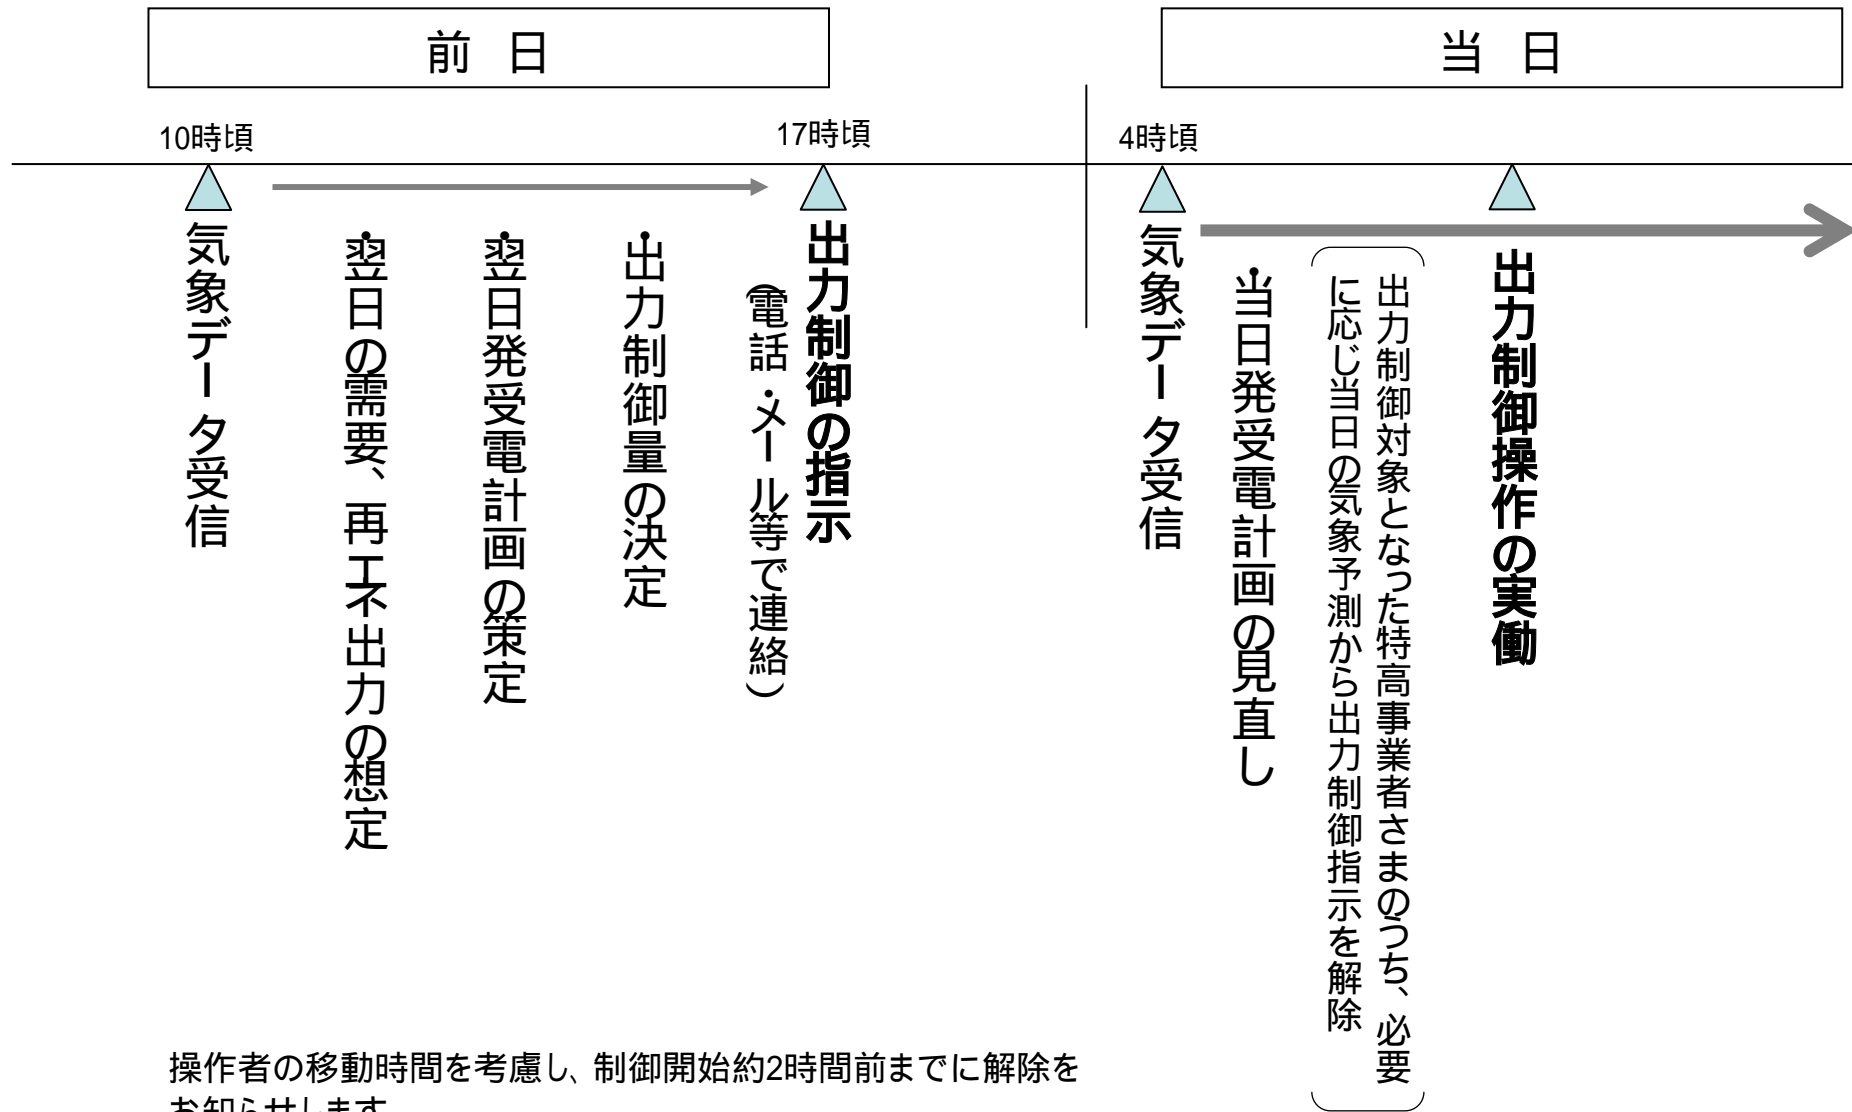 前 日
当 日
10時頃
17時頃
4時頃
気象データ受信
・翌日の需要、再エネ出力の想定
・翌日発受電計画の策定
・出力制御量の決定
出力制御の指示
（電話・メール等で連絡）
気象データ受信
・当日発受電計画の見直し
出力制御対象となった特高事業者さまのうち、必要
に応じ当日の気象予測から出力制御指示を解除
出力制御操作の実働
操作者の移動時間を考慮し、制御開始約2時間前までに解除を
お知らせします